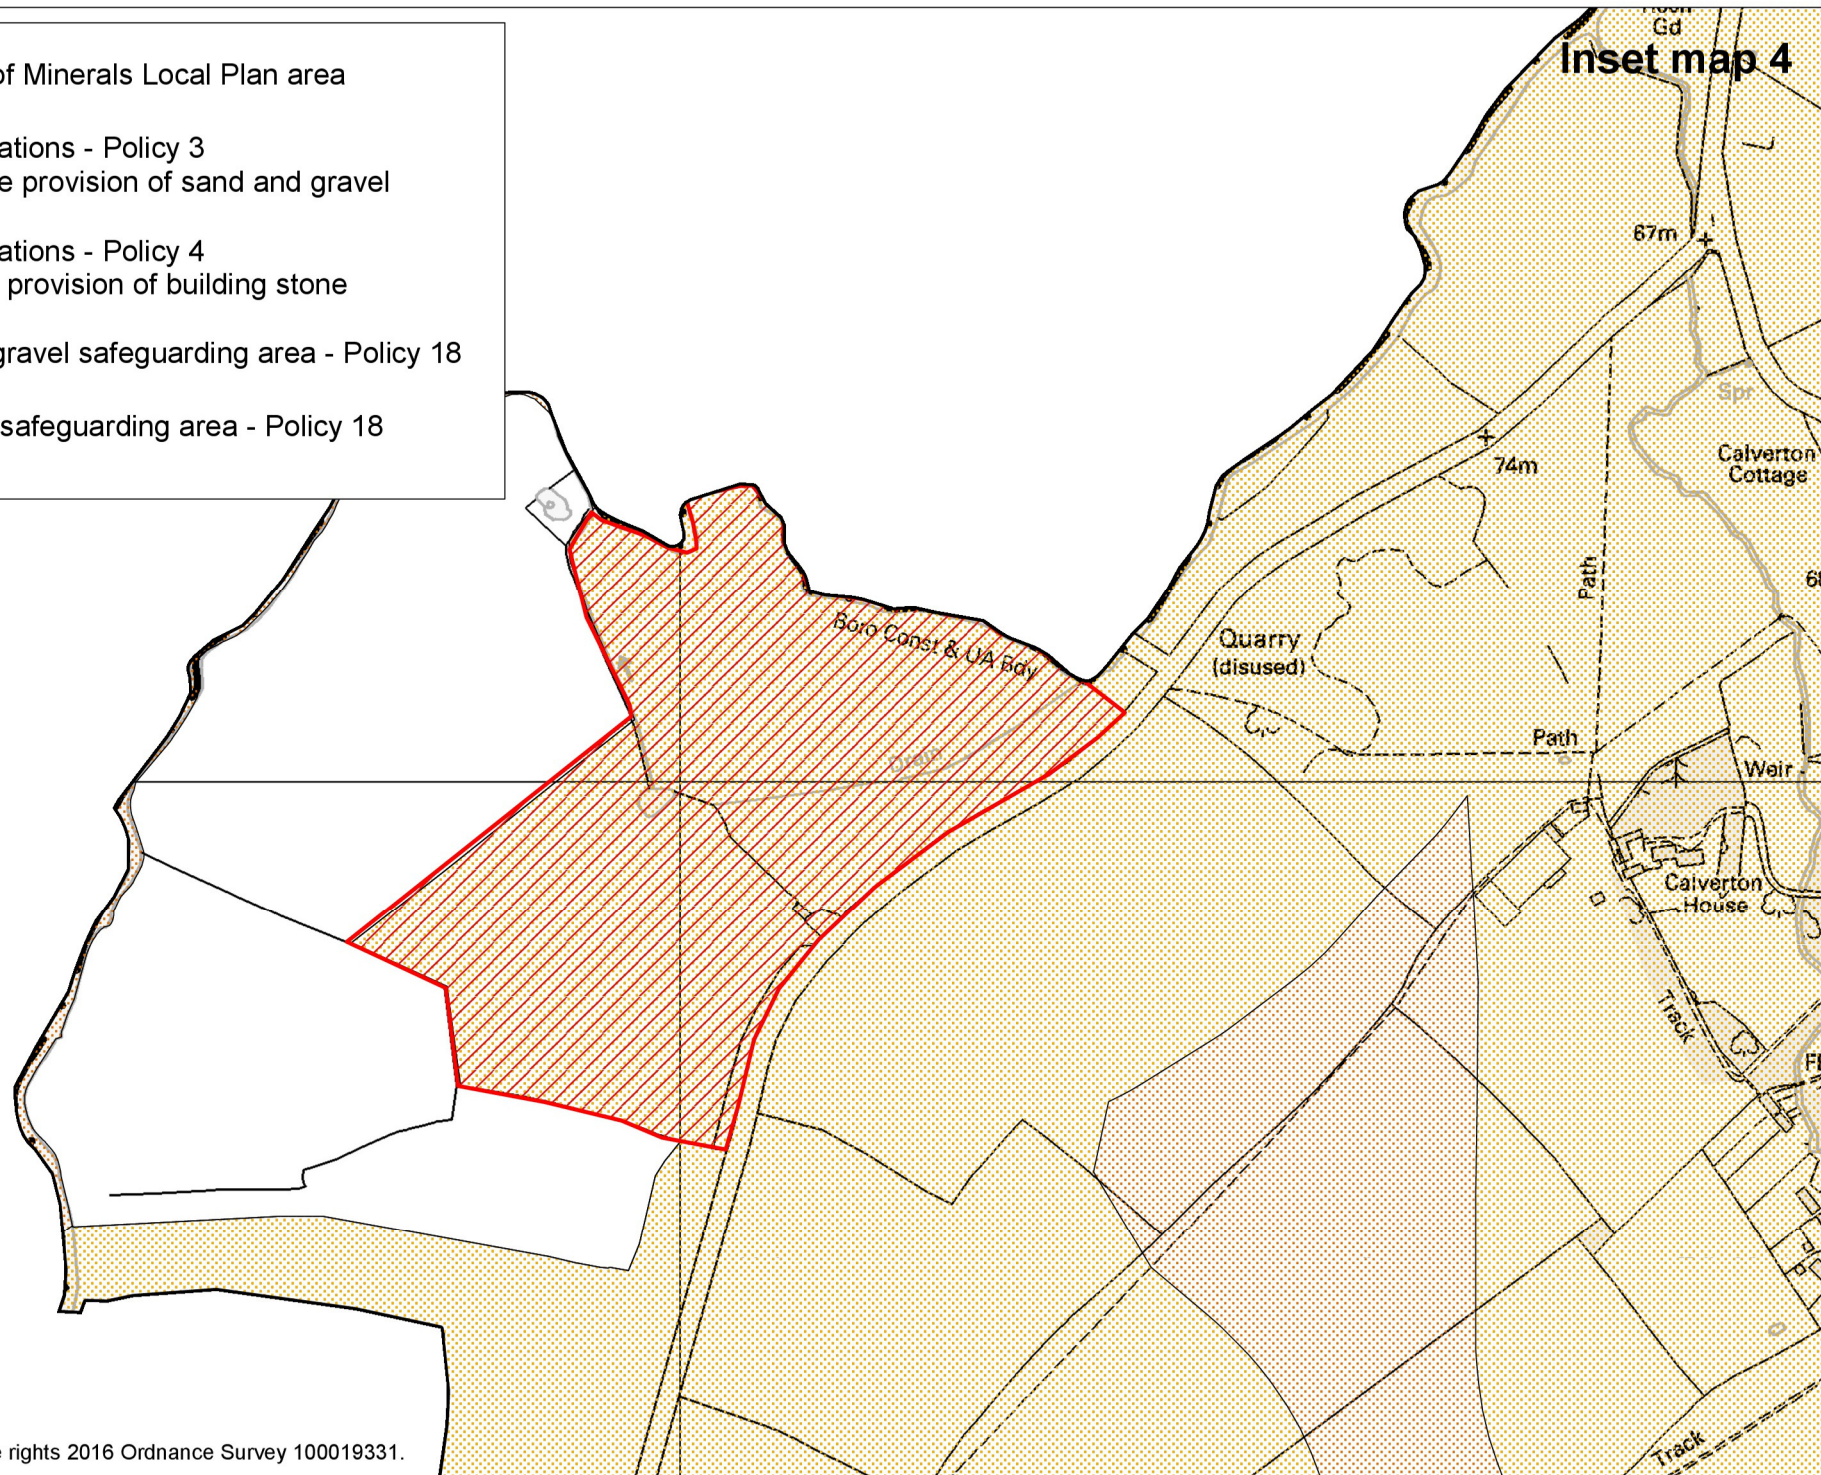 of Minerals Local Plan area
ations - Policy 3
e provision of sand and gravel
ations - Policy 4
provision of building stone
gravel safeguarding area - Policy 18
safeguarding area - Policy 18
Gd
Inset map 4
67m
Spr
Calverton
Cottage
74m
Path
Boro Const & UA Bdy
Quarry
(disused)
Drain
Path
Weir
Calverton
House
Track
Track
e rights 2016 Ordnance Survey 100019331.